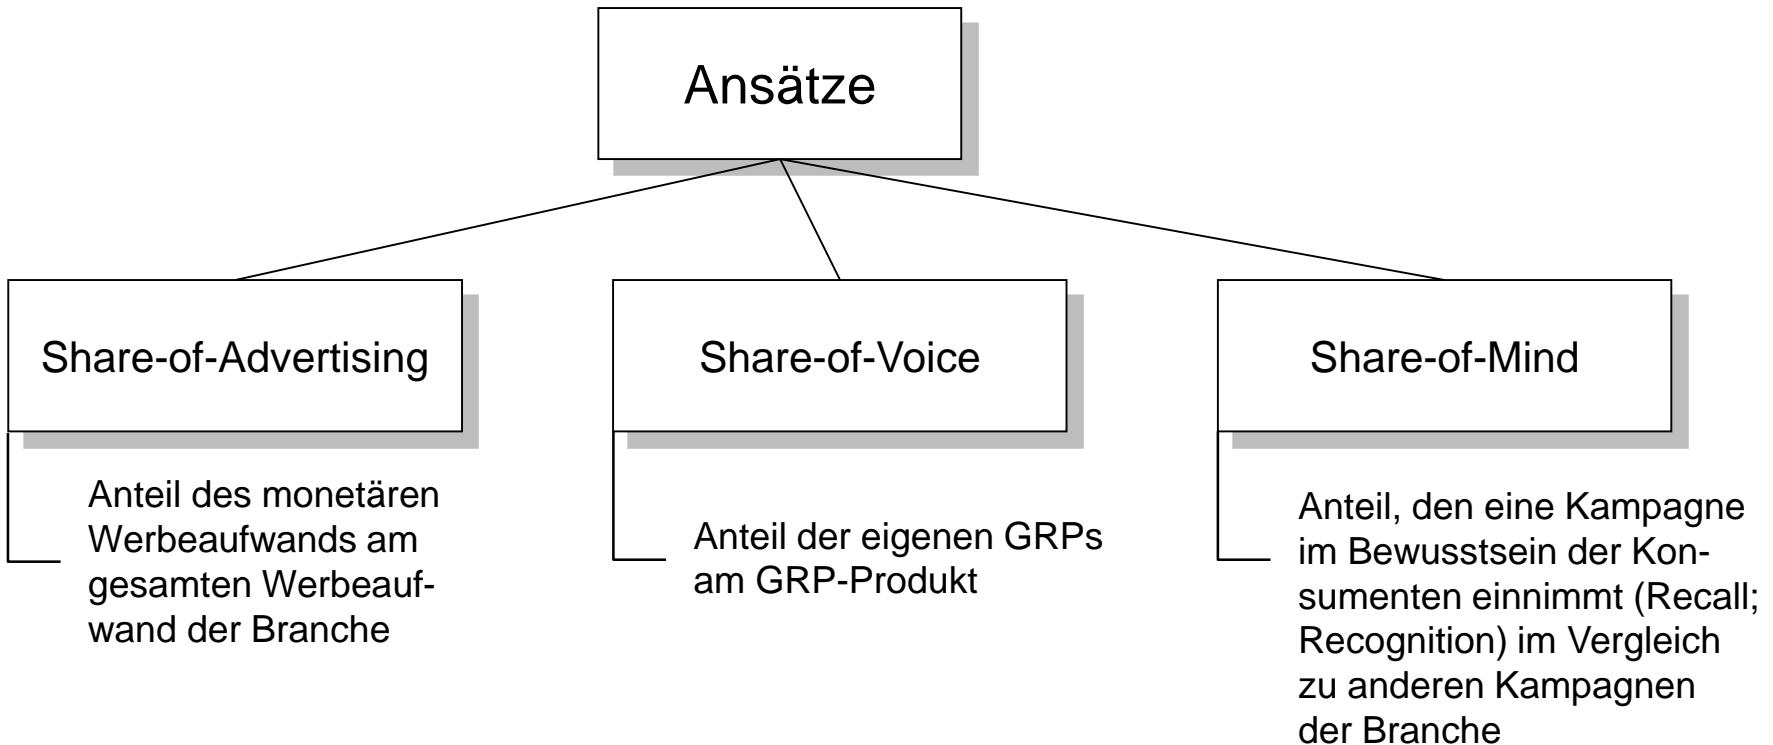 Ansätze
Share-of-Advertising
Anteil des monetären
Werbeaufwands am
gesamten Werbeauf-
wand der Branche
Share-of-Voice
Anteil der eigenen GRPs
am GRP-Produkt
Share-of-Mind
Anteil, den eine Kampagne
im Bewusstsein der Kon-
sumenten einnimmt (Recall;
Recognition) im Vergleich
zu anderen Kampagnen
der Branche